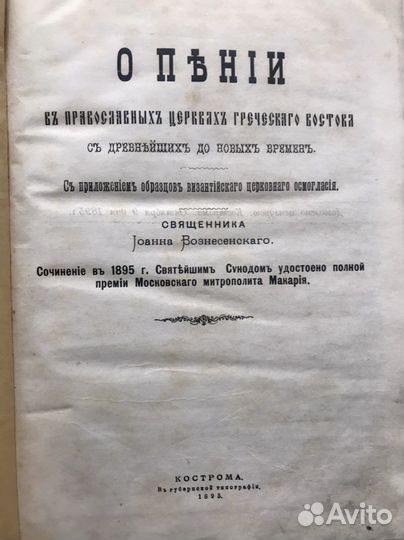 О ПѢНІИ
ВЪ ПРАВОСЛАВНЫХЪ ЦЕРКВАХЪ ГРЕЧЕСКАГО ВОСТОКА
СЪ ДРЕВНѢЙШИХЪ ДО НОВЫХЪ ВРЕМЕНЪ.
Съ приложеніемъ образцовъ византійскаго церковнаго осмогласія.
СВЯЩЕННИКА
Іоанна Вознесенскаго.
Сочиненіе въ 1895 г. Святѣйшимъ Сѵнодомъ удостоено полной
преміи Московскаго митрополита Макарія.
КОСТРОМА.
Въ губернской типографіи.
1895.
Avito